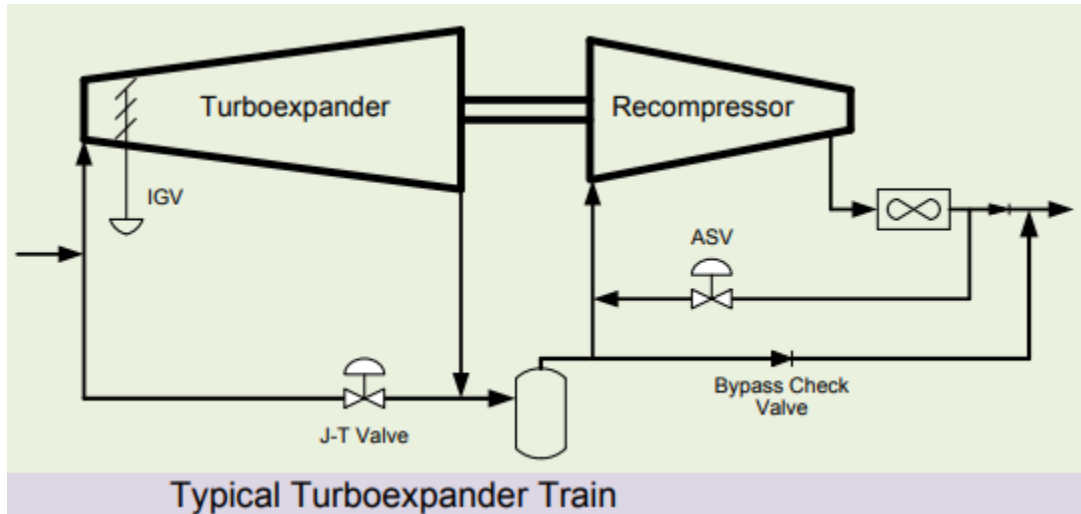 Turboexpander
Recompressor
IGV
ASV
J-T Valve
Bypass Check
Valve
Typical Turboexpander Train